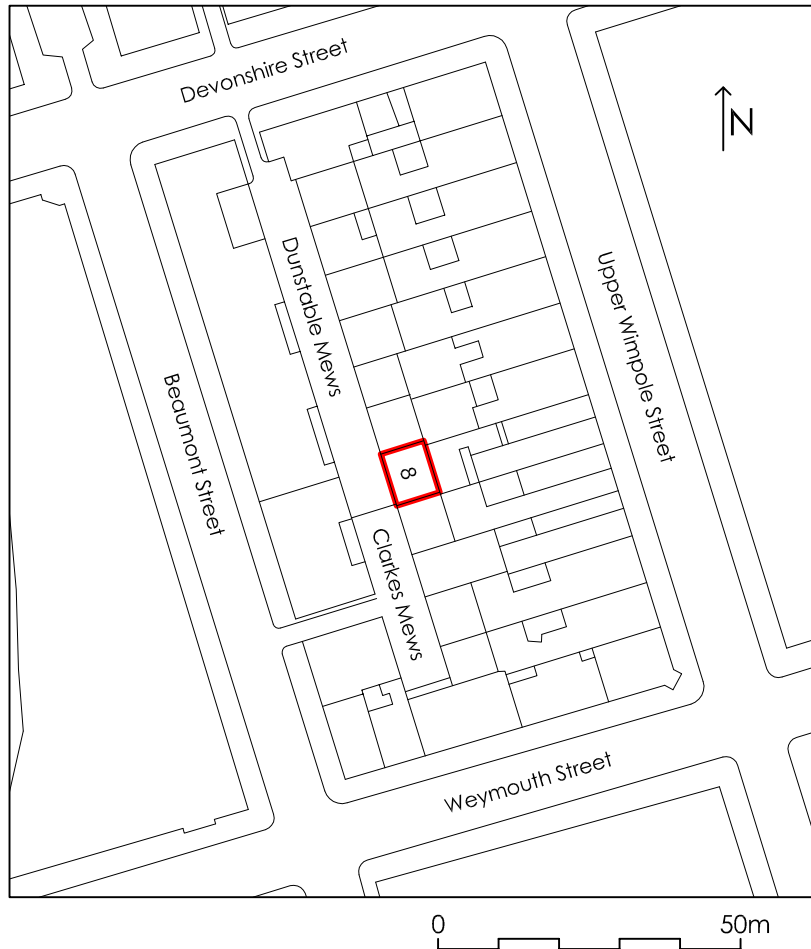 Devonshire Street
N
Dunstable Mews
Upper Wimpole Street
Beaumont Street
8
Clarkes Mews
Weymouth Street
0 50m